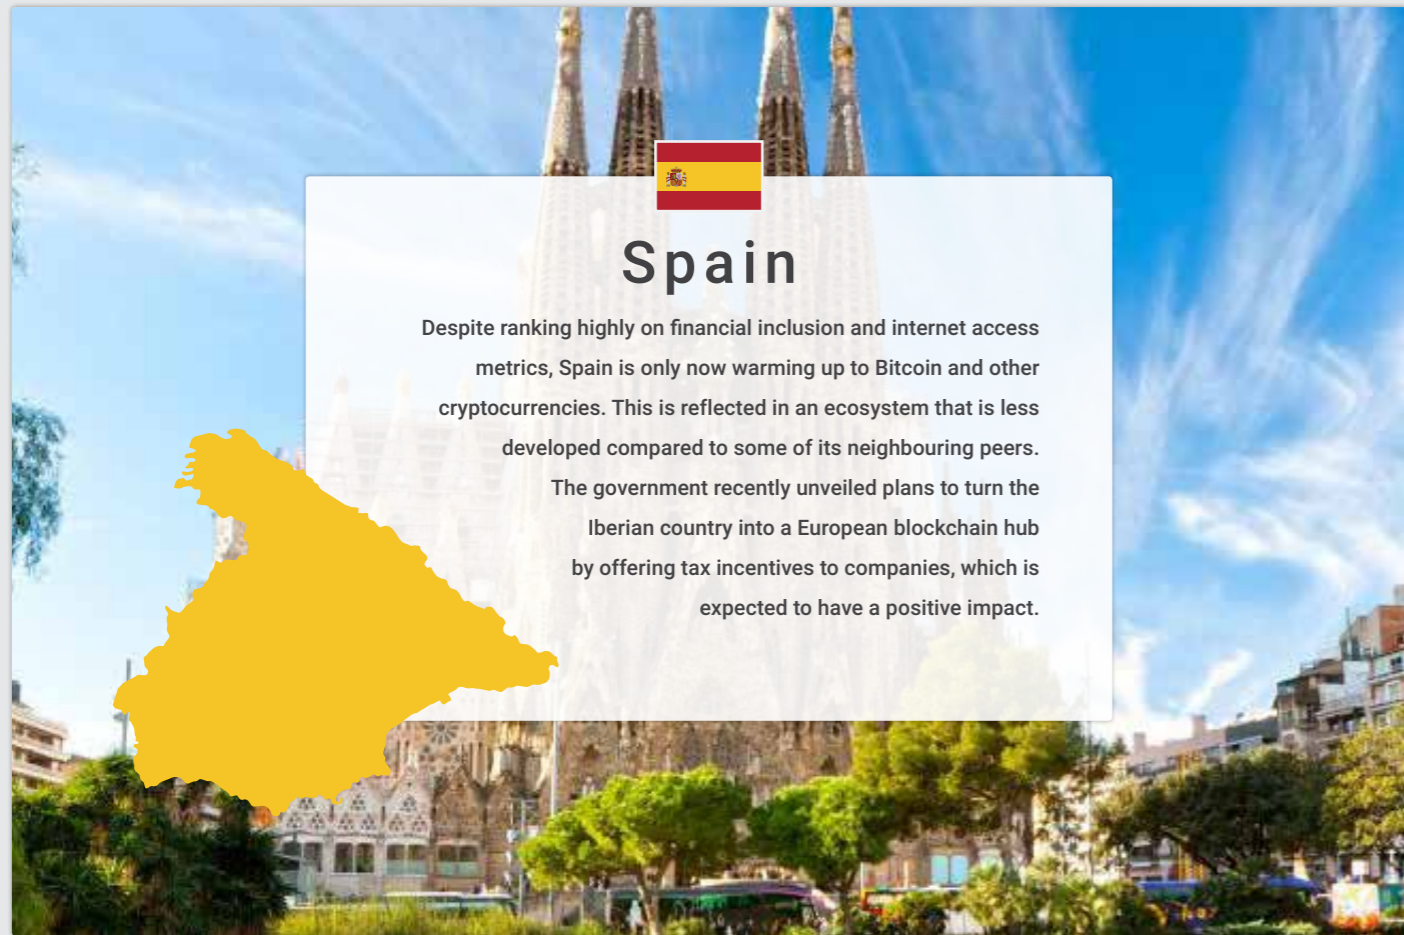 Spain
Despite ranking highly on financial inclusion and internet access
metrics, Spain is only now warming up to Bitcoin and other
cryptocurrencies. This is reflected in an ecosystem that is less
developed compared to some of its neighbouring peers.
The government recently unveiled plans to turn the
Iberian country into a European blockchain hub
by offering tax incentives to companies, which is
expected to have a positive impact.